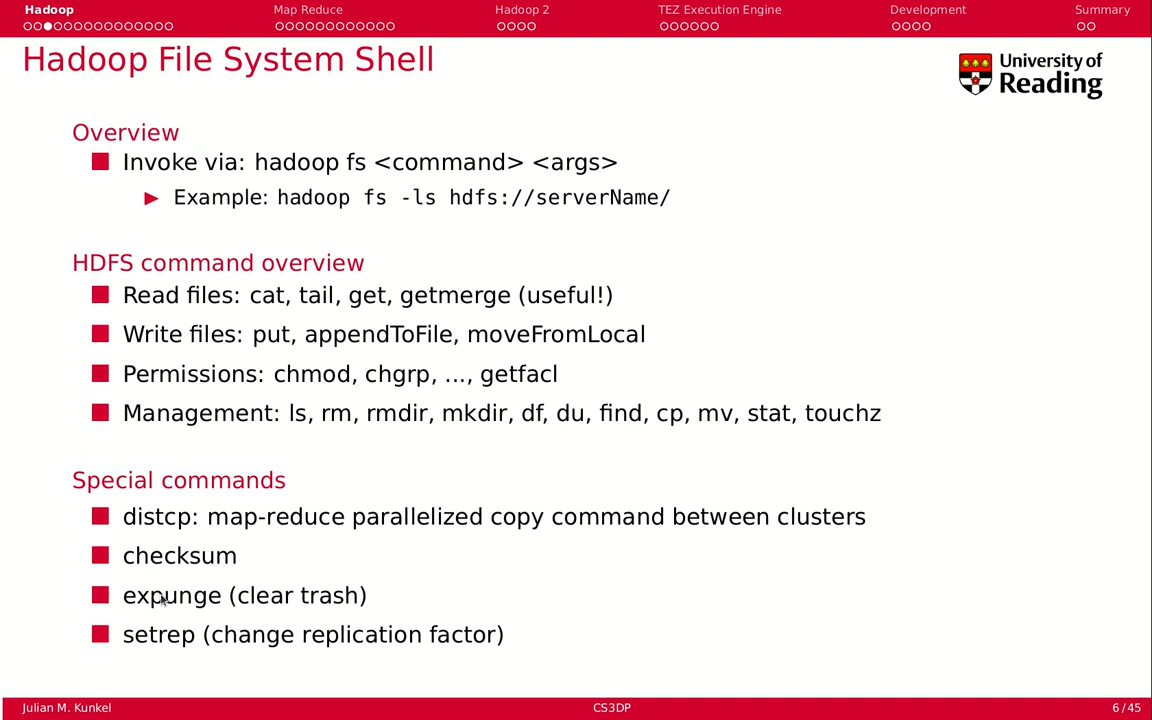 Hadoop Map Reduce Hadoop 2 TEZ Execution Engine Development Summary
Hadoop File System Shell
University of
Reading
Overview
Invoke via: hadoop fs <command> <args>
Example: hadoop fs -ls hdfs://serverName/
HDFS command overview
Read files: cat, tail, get, getmerge (useful!)
Write files: put, appendToFile, moveFromLocal
Permissions: chmod, chgrp, ..., getfacl
Management: ls, rm, rmdir, mkdir, df, du, find, cp, mv, stat, touchz
Special commands
distcp: map-reduce parallelized copy command between clusters
checksum
expunge (clear trash)
setrep (change replication factor)
Julian M. Kunkel CS3DP 6/45